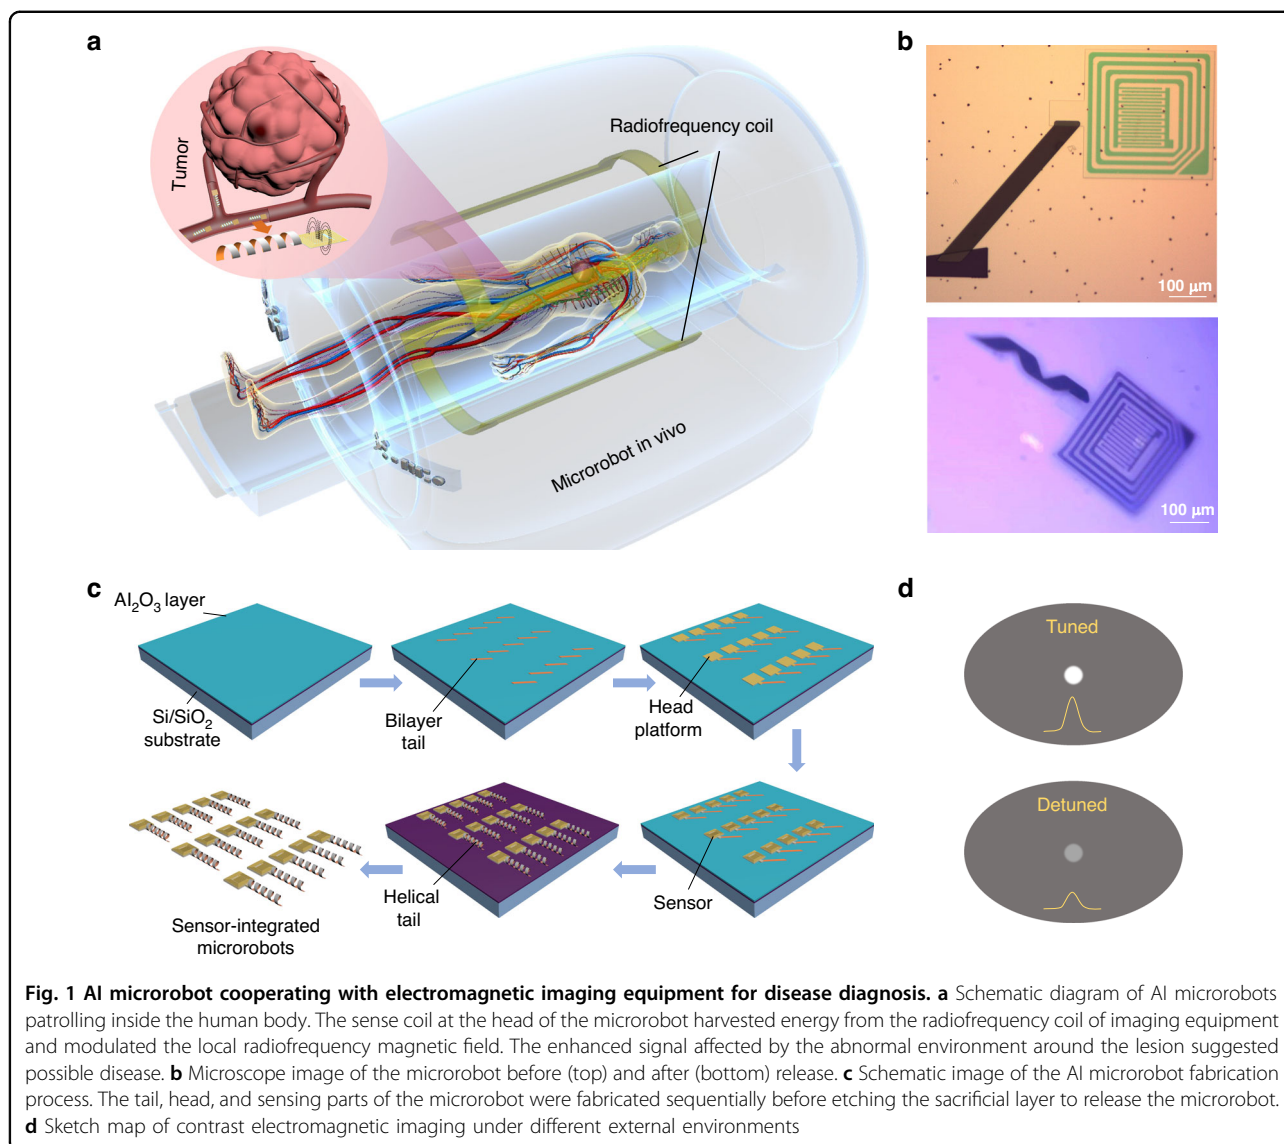 a
Tumor
Radiofrequency coil
Microrobot in vivo
b
100 µm
100 µm
c
Al₂O₃ layer
Si/SiO₂
substrate
Bilayer
tail
Head
platform
Sensor
Helical
tail
Sensor-integrated
microrobots
d
Tuned
Detuned
Fig. 1 AI microrobot cooperating with electromagnetic imaging equipment for disease diagnosis. a Schematic diagram of AI microrobots
patrolling inside the human body. The sense coil at the head of the microrobot harvested energy from the radiofrequency coil of imaging equipment
and modulated the local radiofrequency magnetic field. The enhanced signal affected by the abnormal environment around the lesion suggested
possible disease. b Microscope image of the microrobot before (top) and after (bottom) release. c Schematic image of the AI microrobot fabrication
process. The tail, head, and sensing parts of the microrobot were fabricated sequentially before etching the sacrificial layer to release the microrobot.
d Sketch map of contrast electromagnetic imaging under different external environments